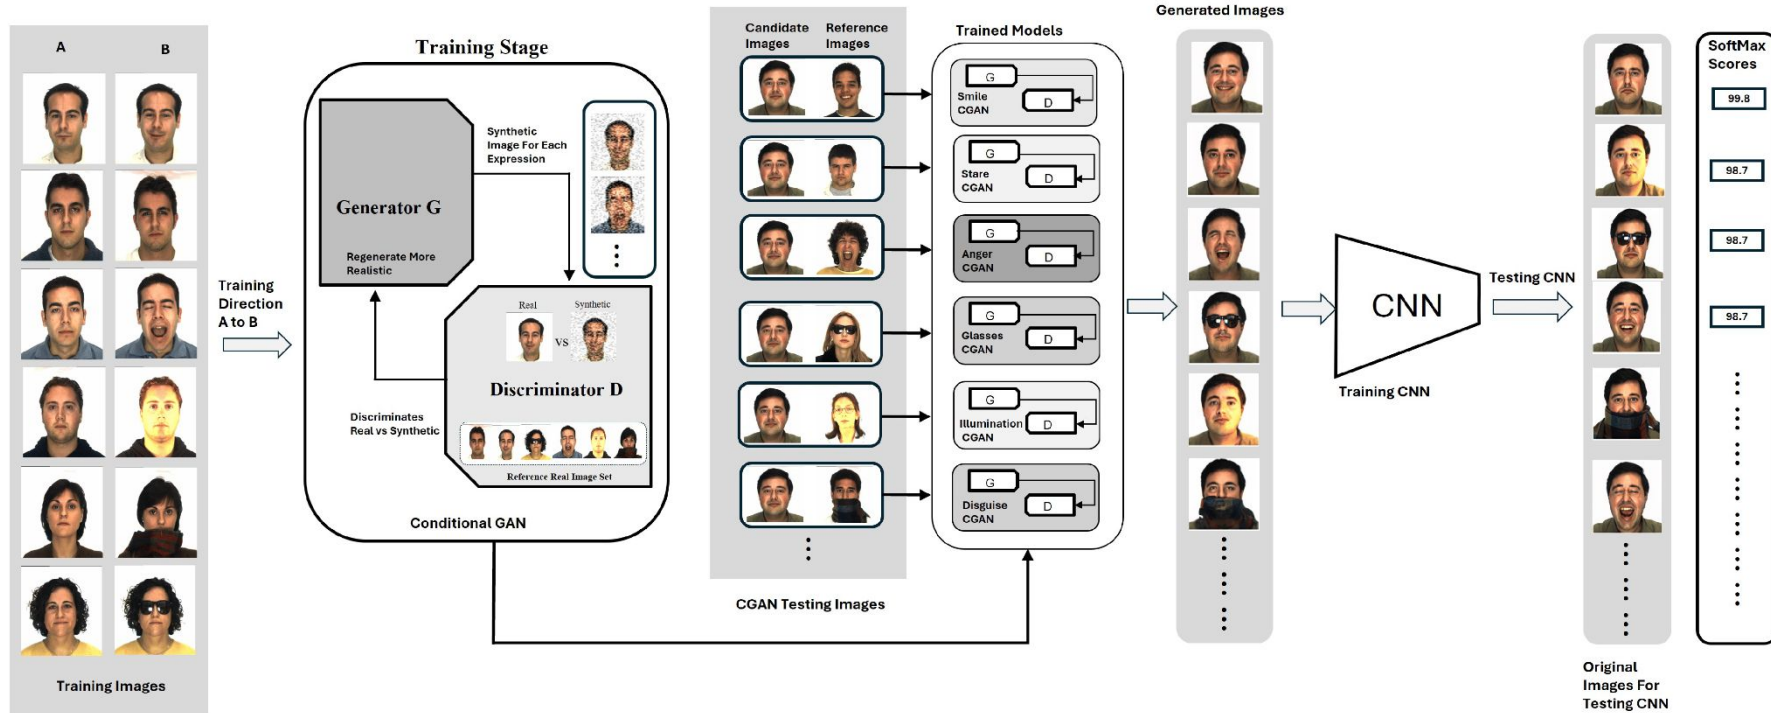 A
B
Training Images
Training
Direction
A to B
Training Stage
Generator G
Regenerate More
Realistic
Synthetic
Image For Each
Expression
Real
Synthetic
VS
Discriminator D
Discriminates
Real vs Synthetic
Reference Real Image Set
Conditional GAN
Candidate
Images
Reference
Images
CGAN Testing Images
Trained Models
G
D
Smile
CGAN
G
D
Stare
CGAN
G
D
Anger
CGAN
G
D
Glasses
CGAN
G
D
Illumination
CGAN
G
D
Disguise
CGAN
Generated Images
CNN
Training CNN
Testing CNN
Original
Images For
Testing CNN
SoftMax
Scores
99.8
98.7
98.7
98.7